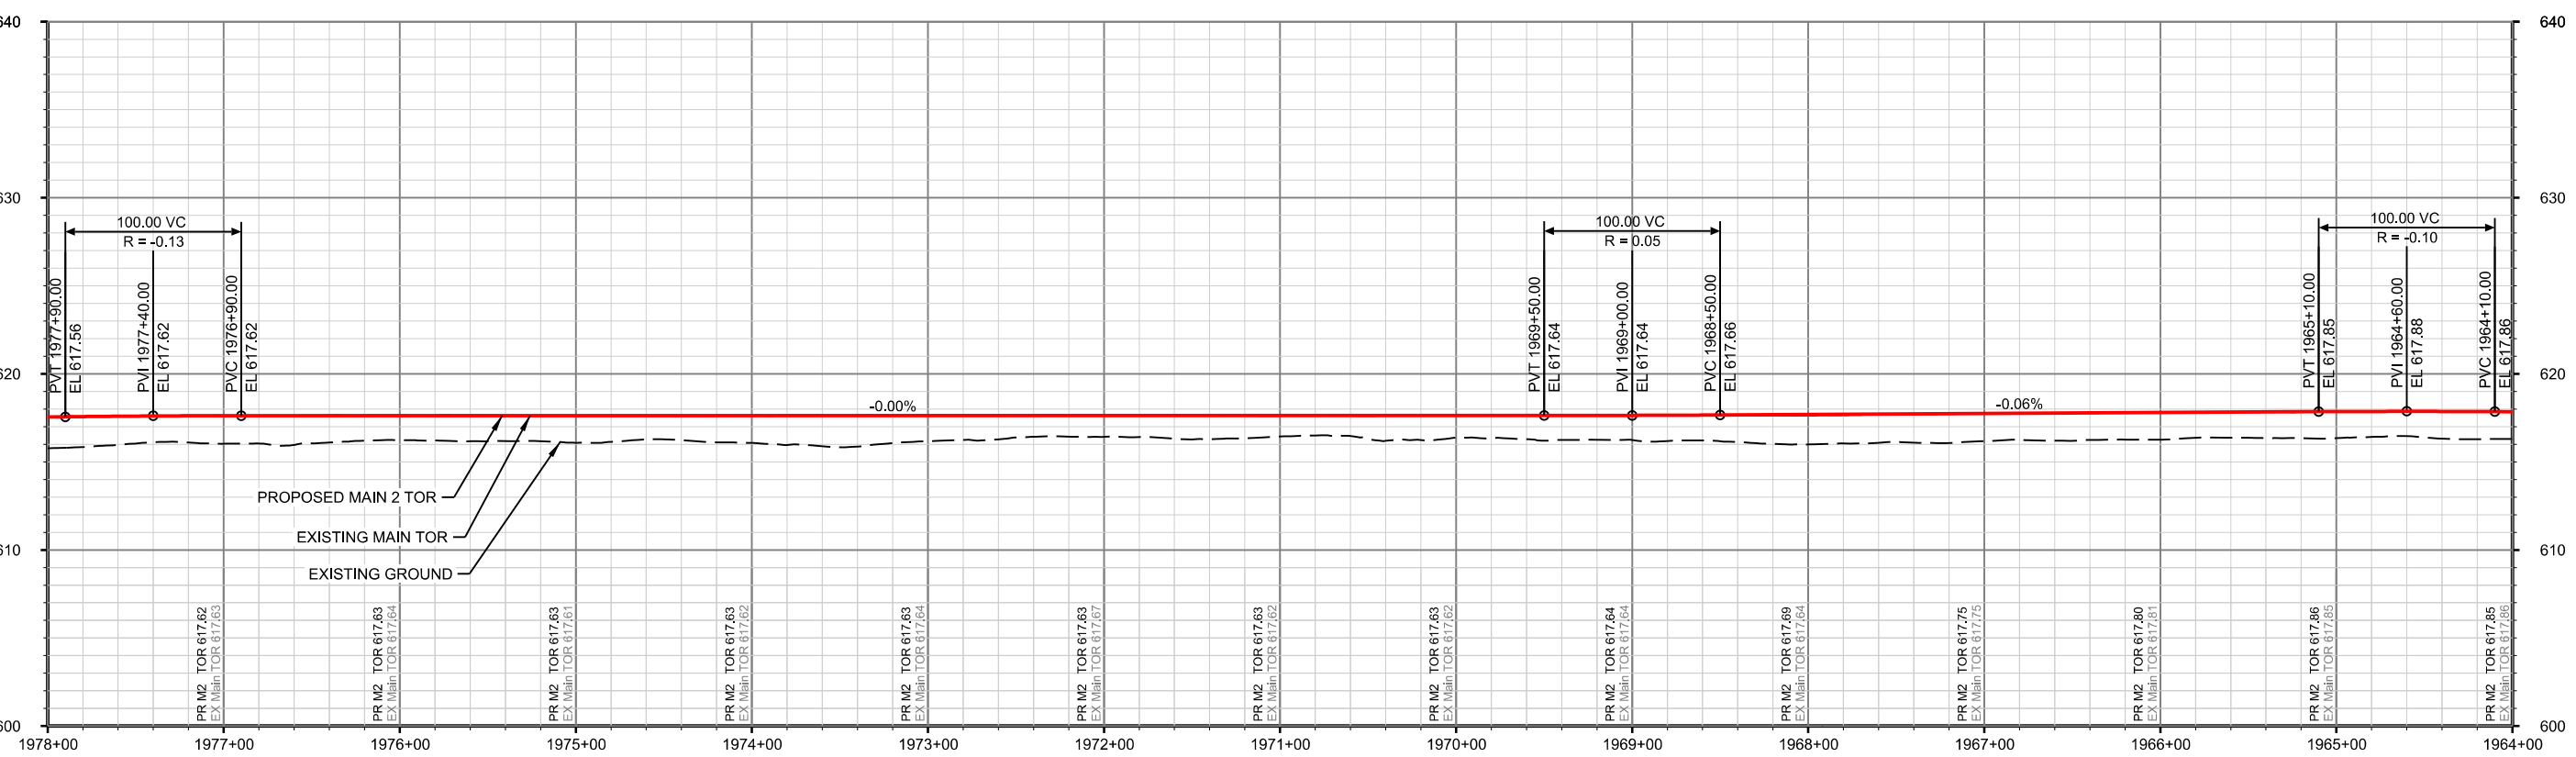 640
640
630
630
620
620
610
610
600
600
100.00 VC
R = -0.13
PVT 1977+90.00
EL 617.56
PVI 1977+40.00
EL 617.62
PVC 1976+90.00
EL 617.62
100.00 VC
R = 0.05
PVT 1969+50.00
EL 617.64
PVI 1969+00.00
EL 617.64
PVC 1968+50.00
EL 617.66
100.00 VC
R = -0.10
PVT 1965+10.00
EL 617.85
PVI 1964+60.00
EL 617.88
PVC 1964+10.00
EL 617.86
-0.00%
-0.06%
PROPOSED MAIN 2 TOR
EXISTING MAIN TOR
EXISTING GROUND
PR M2 TOR 617.62
EX Main TOR 617.63
PR M2 TOR 617.63
EX Main TOR 617.64
PR M2 TOR 617.63
EX Main TOR 617.61
PR M2 TOR 617.63
EX Main TOR 617.62
PR M2 TOR 617.63
EX Main TOR 617.64
PR M2 TOR 617.63
EX Main TOR 617.67
PR M2 TOR 617.63
EX Main TOR 617.62
PR M2 TOR 617.63
EX Main TOR 617.62
PR M2 TOR 617.64
EX Main TOR 617.64
PR M2 TOR 617.69
EX Main TOR 617.64
PR M2 TOR 617.75
EX Main TOR 617.75
PR M2 TOR 617.80
EX Main TOR 617.81
PR M2 TOR 617.86
EX Main TOR 617.85
PR M2 TOR 617.85
EX Main TOR 617.86
1978+00
1977+00
1976+00
1975+00
1974+00
1973+00
1972+00
1971+00
1970+00
1969+00
1968+00
1967+00
1966+00
1965+00
1964+00